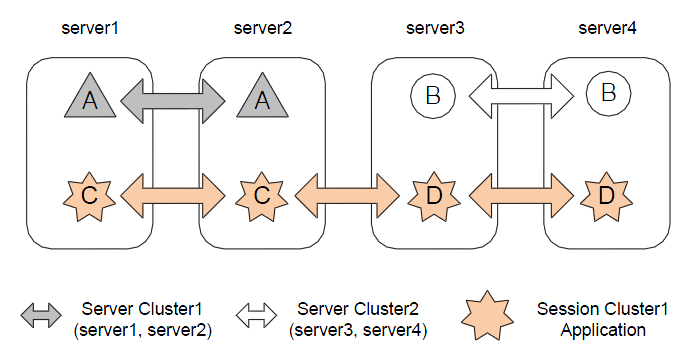 server1
server2
server3
server4
A
A
B
B
C
C
D
D
Server Cluster1
(server1, server2)
Server Cluster2
(server3, server4)
Session Cluster1
Application